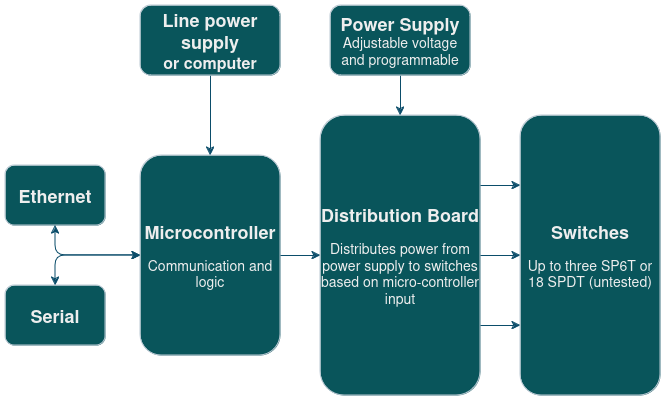 Line power
supply
or computer
Power Supply
Adjustable voltage
and programmable
Ethernet
Serial
Microcontroller
Communication and
logic
Distribution Board
Distributes power from
power supply to switches
based on micro-controller
input
Switches
Up to three SP6T or
18 SPDT (untested)